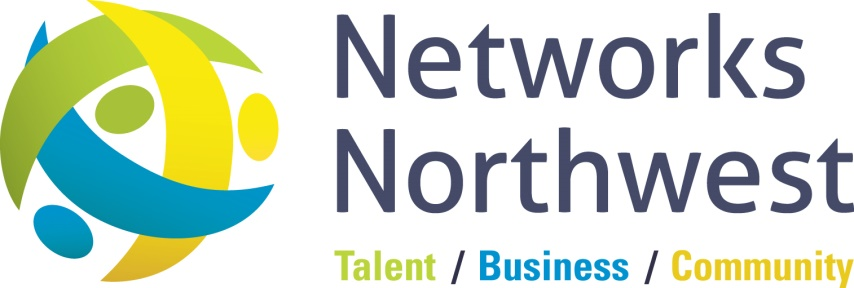 Networks
Northwest
Talent / Business / Community